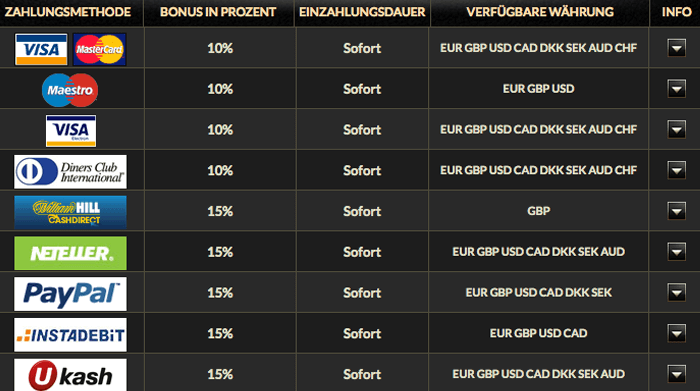 ZAHLUNGSMETHODE BONUS IN PROZENT EINZAHLUNGSDAUER VERFÜGBARE WÄHRUNG INFO
VISA MasterCard 10% Sofort EUR GBP USD CAD DKK SEK AUD CHF
Maestro 10% Sofort EUR GBP USD
VISA Electron 10% Sofort EUR GBP USD CAD DKK SEK AUD CHF
Diners Club International® 10% Sofort EUR GBP USD CAD DKK SEK AUD CHF
William HILL CASHDIRECT 15% Sofort GBP
NETELLER® 15% Sofort EUR GBP USD CAD DKK SEK AUD
PayPal 15% Sofort EUR GBP USD CAD DKK SEK
INSTADEBIT 15% Sofort EUR GBP USD CAD
Ukash 15% Sofort EUR GBP USD CAD DKK SEK AUD